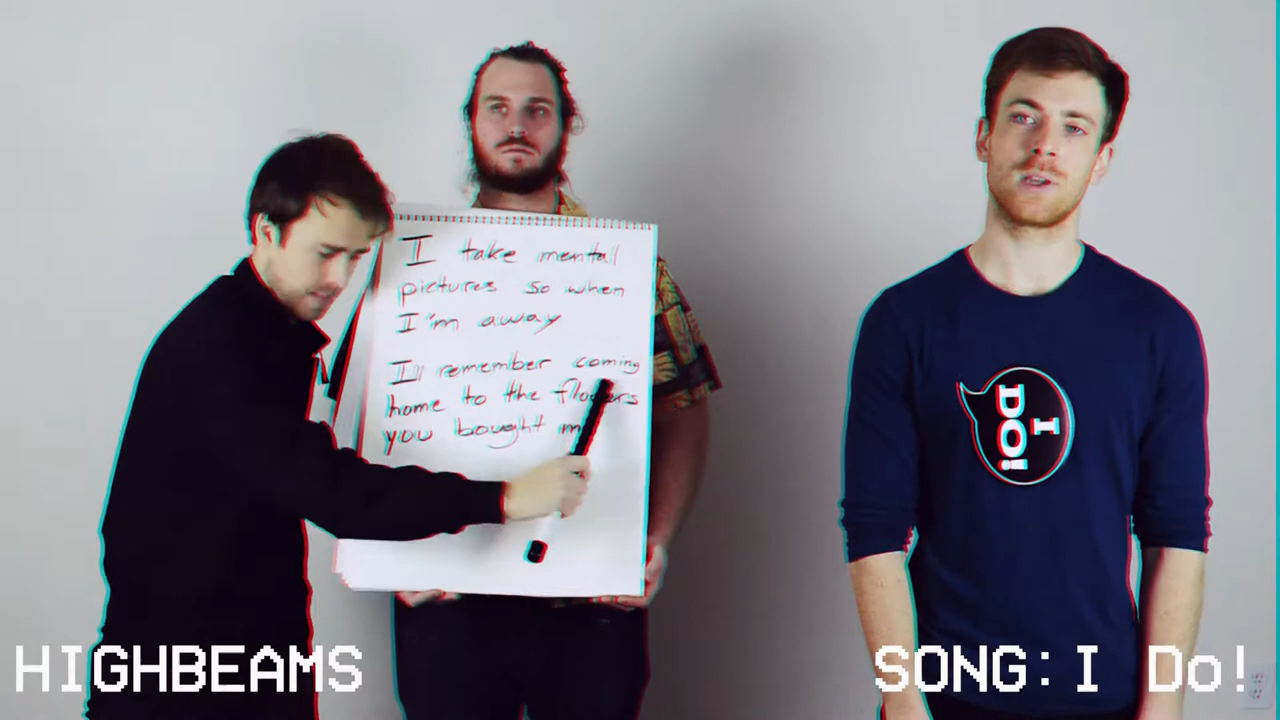 I take mental
pictures so when
I'm away
I'll remember coming
home to the flowers
you bought me
I
DO!
HIGHBEAMS
SONG: I Do!